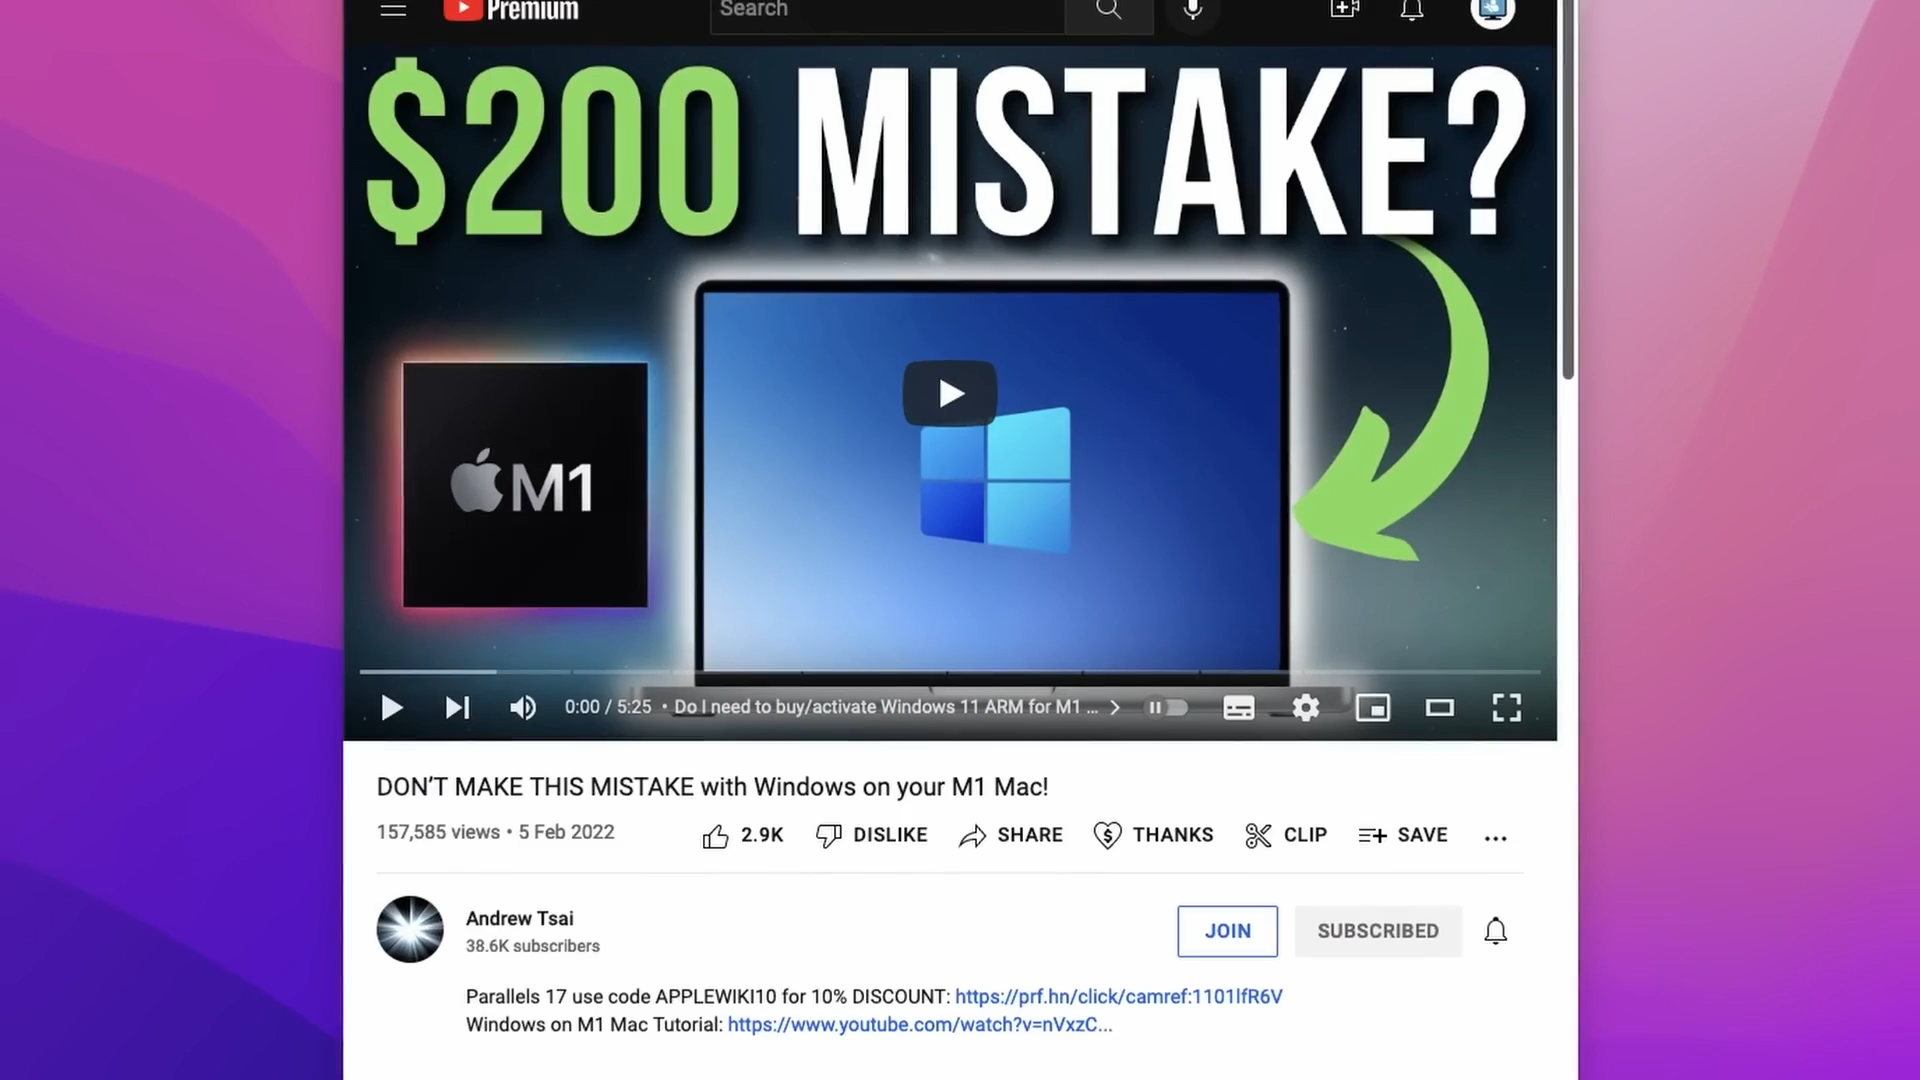 Premium
Search
$200 MISTAKE?
M1
0:00 / 5:25 • Do I need to buy/activate Windows 11 ARM for M1 ...
DON’T MAKE THIS MISTAKE with Windows on your M1 Mac!
157,585 views • 5 Feb 2022
2.9K
DISLIKE
SHARE
THANKS
CLIP
SAVE
Andrew Tsai
38.6K subscribers
JOIN
SUBSCRIBED
Parallels 17 use code APPLEWIKI10 for 10% DISCOUNT: https://prf.hn/click/camref:1101lfR6V
Windows on M1 Mac Tutorial: https://www.youtube.com/watch?v=nVxzC...